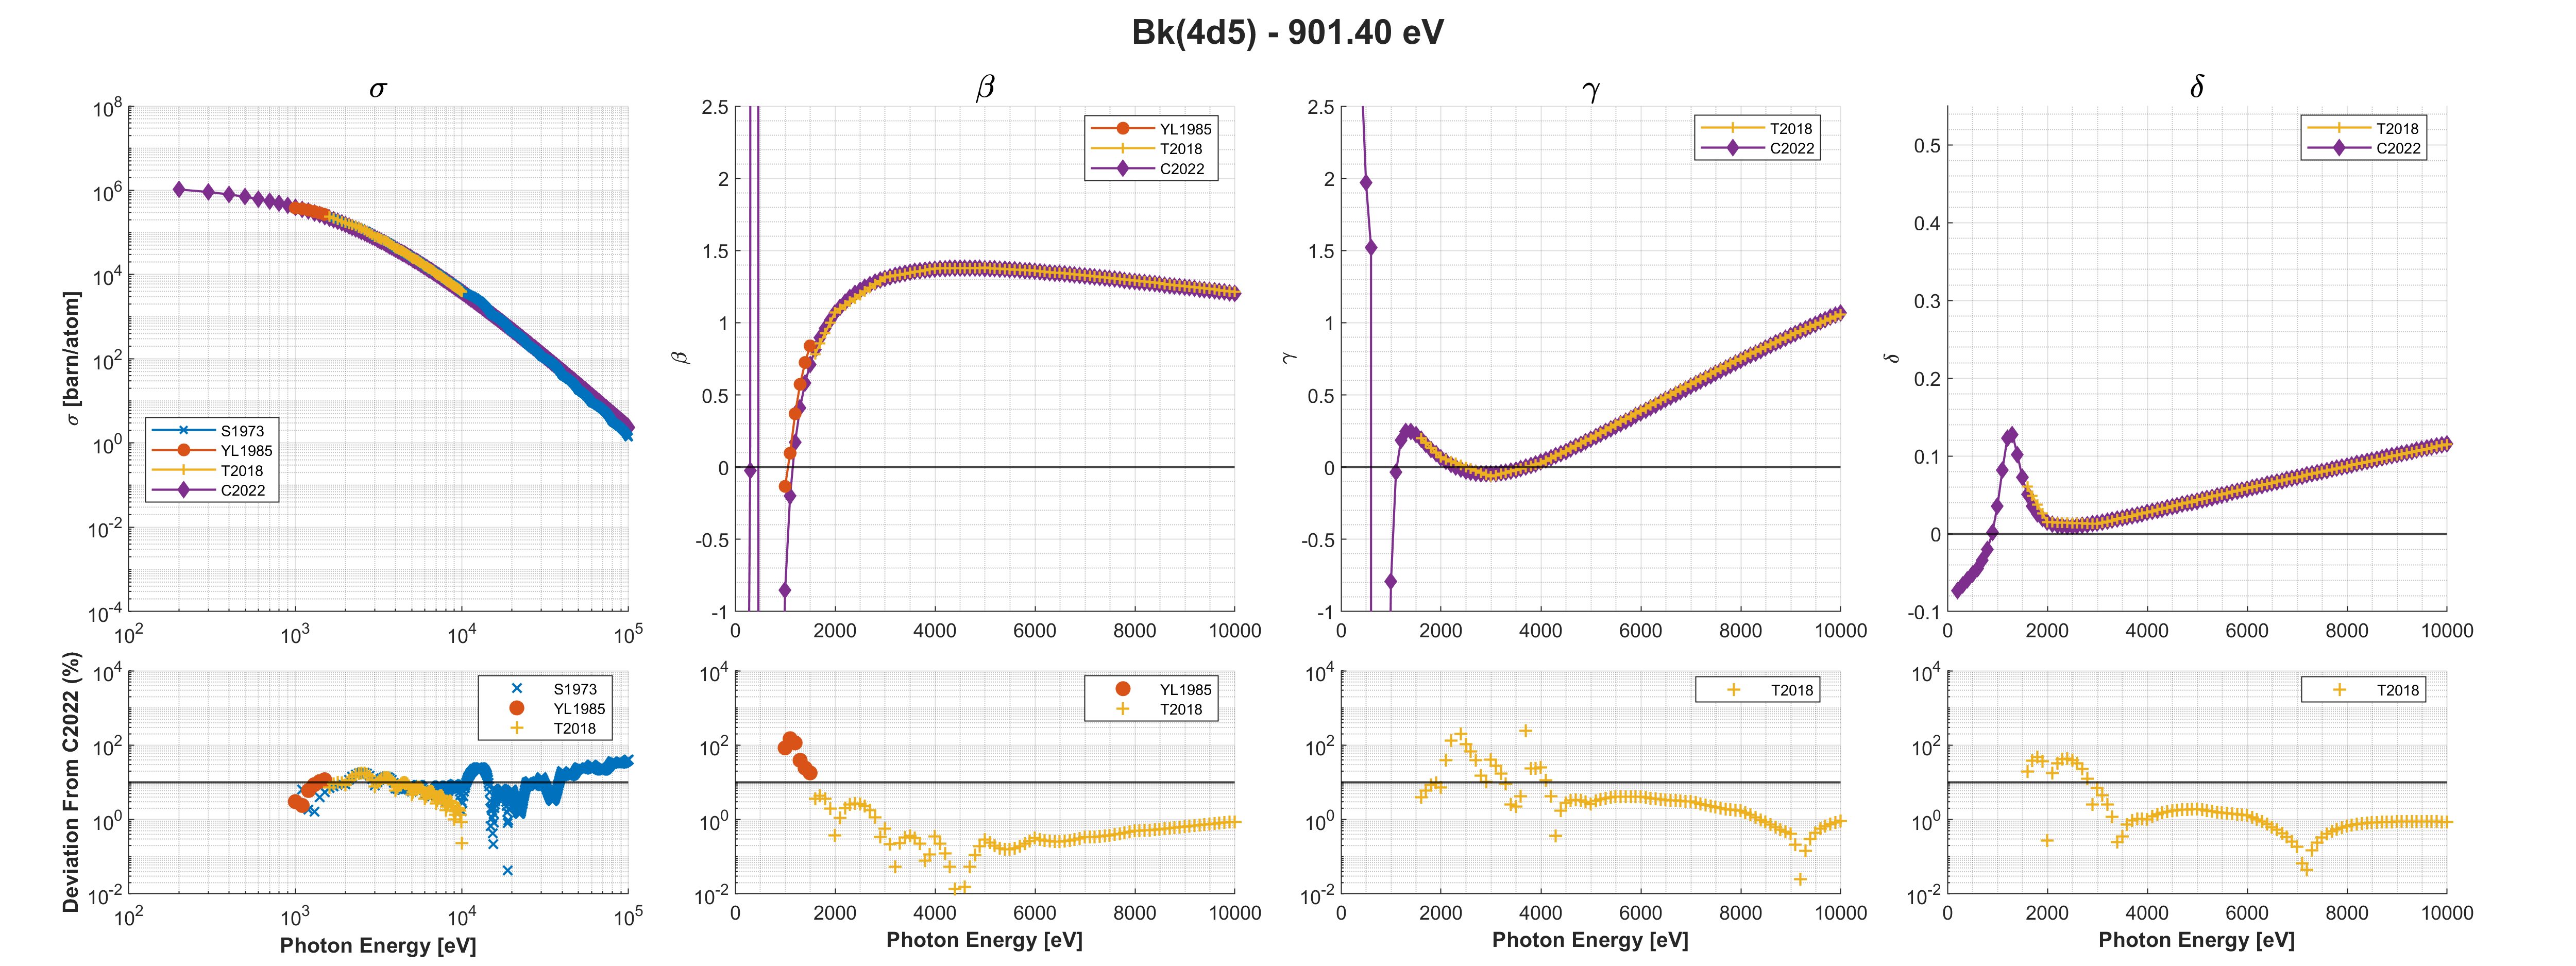 Bk(4d5) - 901.40 eV
σ
σ [barn/atom]
10^8
10^6
10^4
10^2
10^0
10^-2
10^-4
10^2
10^3
10^4
10^5
S1973
YL1985
T2018
C2022
β
β
2.5
2
1.5
1
0.5
0
-0.5
-1
0
2000
4000
6000
8000
10000
YL1985
T2018
C2022
γ
γ
2.5
2
1.5
1
0.5
0
-0.5
-1
0
2000
4000
6000
8000
10000
T2018
C2022
δ
δ
0.5
0.4
0.3
0.2
0.1
0
-0.1
0
2000
4000
6000
8000
10000
T2018
C2022
Deviation From C2022 (%)
10^4
10^2
10^0
10^-2
10^2
10^3
10^4
10^5
Photon Energy [eV]
S1973
YL1985
T2018
10^4
10^2
10^0
10^-2
0
2000
4000
6000
8000
10000
Photon Energy [eV]
YL1985
T2018
10^4
10^2
10^0
10^-2
0
2000
4000
6000
8000
10000
Photon Energy [eV]
T2018
10^4
10^2
10^0
10^-2
0
2000
4000
6000
8000
10000
Photon Energy [eV]
T2018